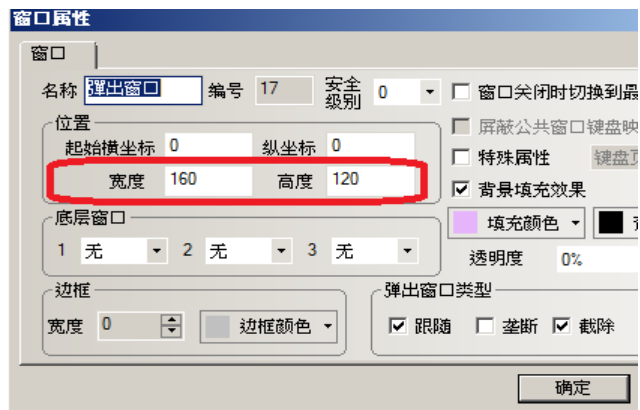 窗口属性
窗口
名称 彈出窗口 编号 17 安全级别 0 窗口关闭时切换到最
位置 屏蔽公共窗口键盘映
起始横坐标 0 纵坐标 0 特殊属性 键盘页
宽度 160 高度 120 背景填充效果
底层窗口 填充颜色
1 无 2 无 3 无 透明度 0%
边框 弹出窗口类型
宽度 0 边框颜色 跟随 垄断 截除
确定